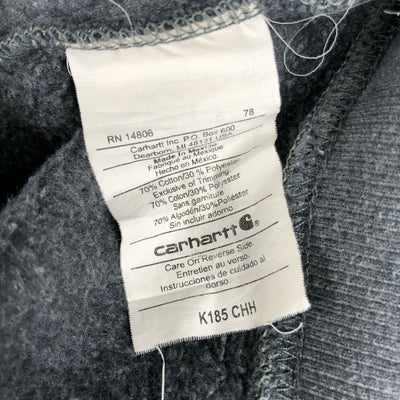 RN 14806 78
Carhartt Inc. P.O. Box 600
Dearborn, MI 48121-USA
Made In Mexico
Fabriqué au Mexique
Hecho en México
70% Cotton/30 % Polyester
Exclusive of Trimming
70% Coton/30% Polyester
Sans garniture
70% Algodón/30% Poliéster
Sin incluir adorno.
carhartt
Care On Reverse Side.
Entretien au verso.
Instrucciones de cuidado al
dorso.
K185 CHH